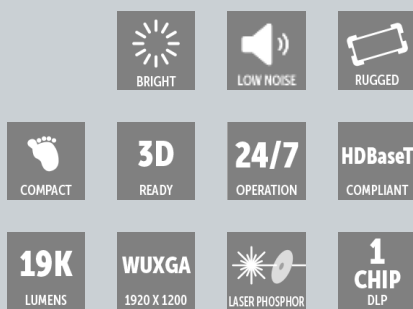 BRIGHT
LOW NOISE
RUGGED
COMPACT
3D
READY
24/7
OPERATION
HDBaseT
COMPLIANT
19K
LUMENS
WUXGA
1920 X 1200
LASER PHOSPHOR
1
CHIP
DLP